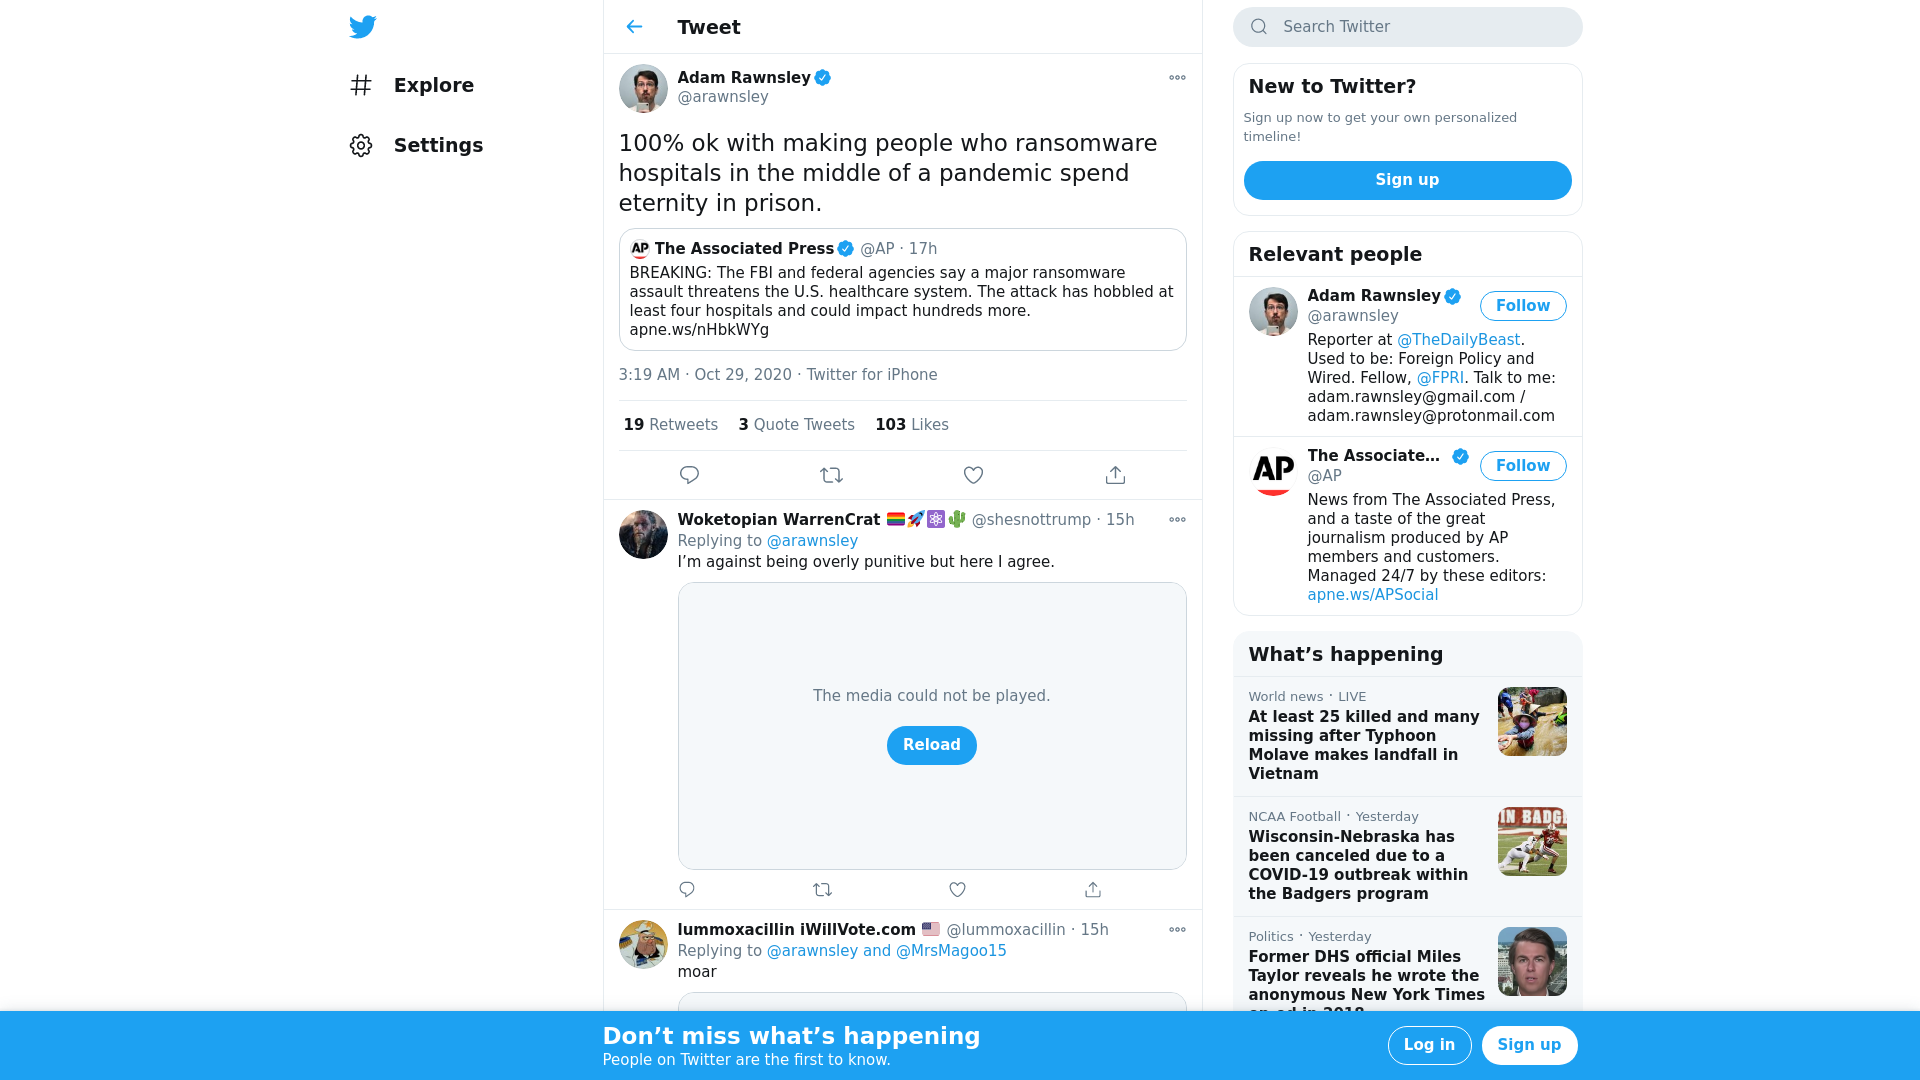 Explore
Settings
Tweet
Adam Rawnsley
@arawnsley
100% ok with making people who ransomware
hospitals in the middle of a pandemic spend
eternity in prison.
AP The Associated Press @AP · 17h
BREAKING: The FBI and federal agencies say a major ransomware
assault threatens the U.S. healthcare system. The attack has hobbled at
least four hospitals and could impact hundreds more.
apne.ws/nHbkWYg
3:19 AM · Oct 29, 2020 · Twitter for iPhone
19 Retweets 3 Quote Tweets 103 Likes
Woketopian WarrenCrat 🏳️‍🌈🚀⚛️🌵 @shesnottrump · 15h
Replying to @arawnsley
I’m against being overly punitive but here I agree.
The media could not be played.
Reload
lummoxacillin iWillVote.com 🇺🇸 @lummoxacillin · 15h
Replying to @arawnsley and @MrsMagoo15
moar
Search Twitter
New to Twitter?
Sign up now to get your own personalized
timeline!
Sign up
Relevant people
Adam Rawnsley
@arawnsley
Follow
Reporter at @TheDailyBeast.
Used to be: Foreign Policy and
Wired. Fellow, @FPRI. Talk to me:
adam.rawnsley@gmail.com /
adam.rawnsley@protonmail.com
AP
The Associate...
@AP
Follow
News from The Associated Press,
and a taste of the great
journalism produced by AP
members and customers.
Managed 24/7 by these editors:
apne.ws/APSocial
What’s happening
World news · LIVE
At least 25 killed and many
missing after Typhoon
Molave makes landfall in
Vietnam
NCAA Football · Yesterday
Wisconsin-Nebraska has
been canceled due to a
COVID-19 outbreak within
the Badgers program
IN BADG
Politics · Yesterday
Former DHS official Miles
Taylor reveals he wrote the
anonymous New York Times
op-ed in 2018
Don’t miss what’s happening
People on Twitter are the first to know.
Log in
Sign up